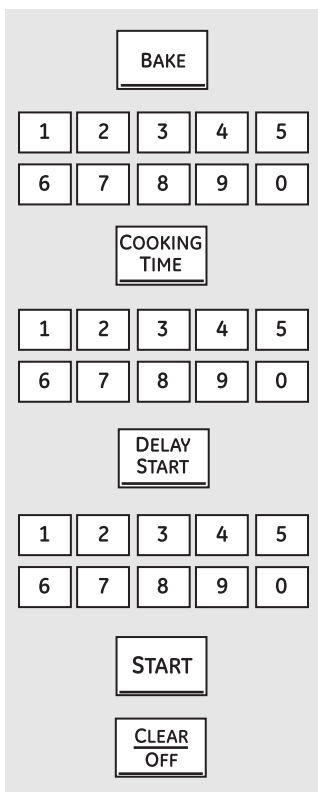 BAKE
1 2 3 4 5
6 7 8 9 0
COOKING
TIME
1 2 3 4 5
6 7 8 9 0
DELAY
START
1 2 3 4 5
6 7 8 9 0
START
CLEAR
OFF